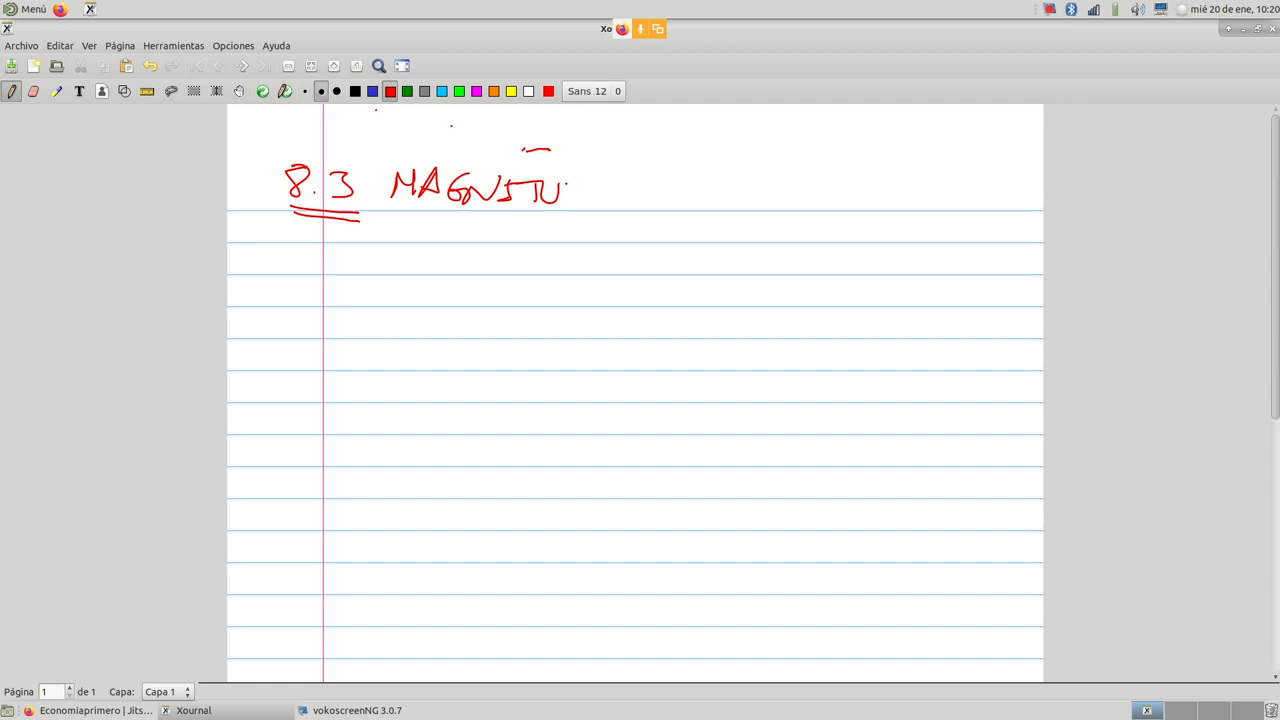 Menú mié 20 de ene, 10:20
Xo
Archivo Editar Ver Página Herramientas Opciones Ayuda
Sans 12 0
8.3 MAGNITU
Página 1 de 1 Capa: Capa 1
Economiaprimero | Jits... Xournal vokoscreenNG 3.0.7